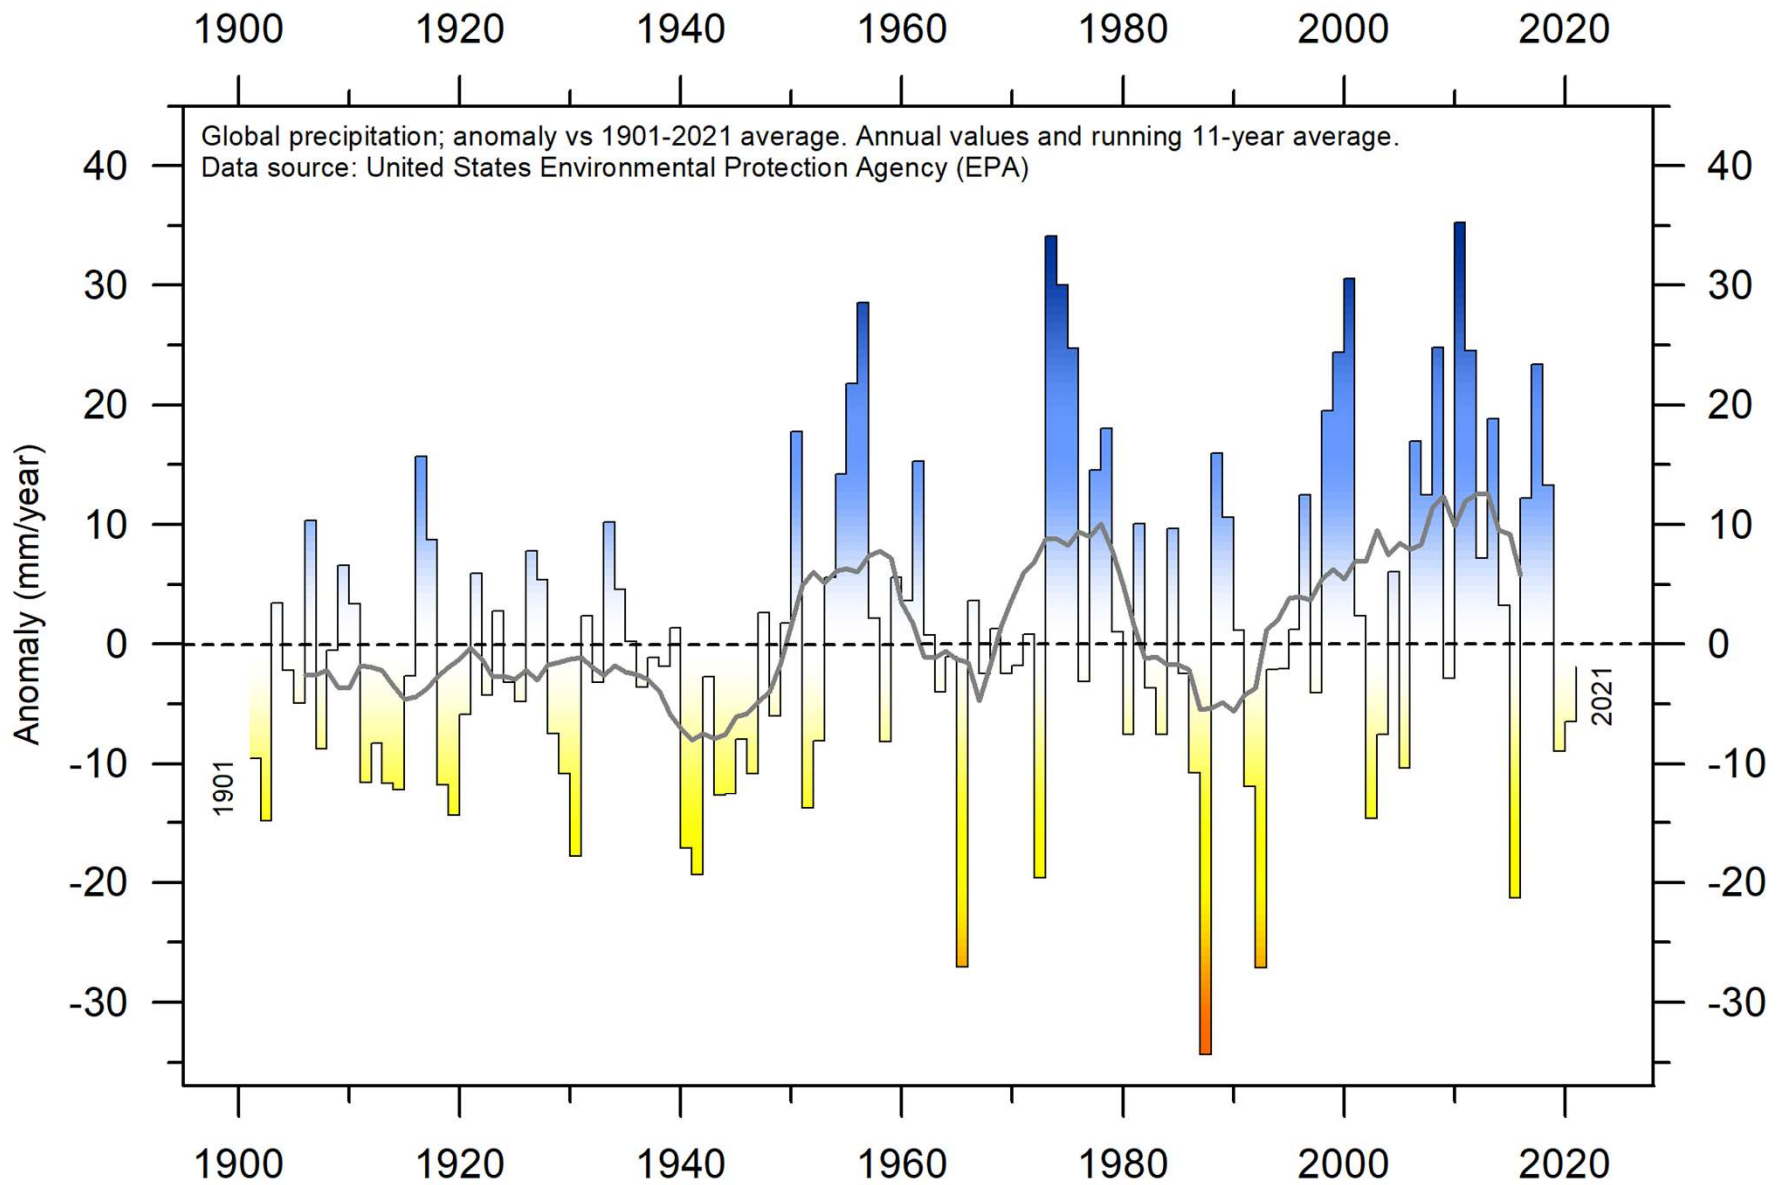 1900 1920 1940 1960 1980 2000 2020
Global precipitation; anomaly vs 1901-2021 average. Annual values and running 11-year average.
Data source: United States Environmental Protection Agency (EPA)
40 40
30 30
20 20
10 10
Anomaly (mm/year)
0 0
2021
-10 -10
1901
-20 -20
-30 -30
1900 1920 1940 1960 1980 2000 2020